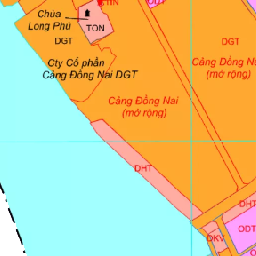 Chùa
Long Phú
TON
DGT
DGT
Cty Cổ phần
Cảng Đồng Nai DGT
Cảng Đồng Nai
(mở rộng)
Cảng Đồng Nai
(mở rộng)
DHT
DHT
ODT
DKV